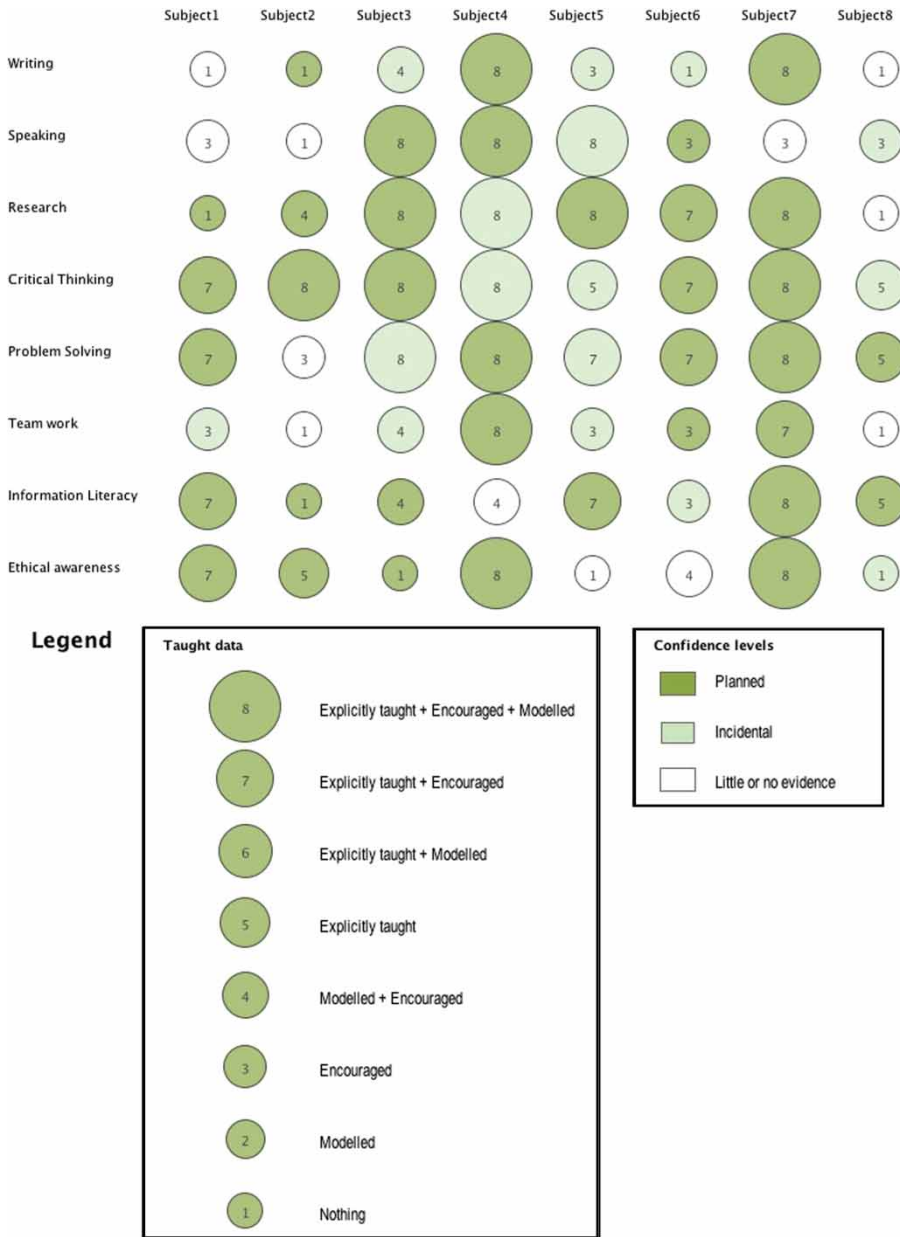 Subject1 Subject2 Subject3 Subject4 Subject5 Subject6 Subject7 Subject8
Writing 1 1 4 8 3 1 8 1
Speaking 3 1 8 8 8 3 3 3
Research 1 4 8 8 8 7 8 1
Critical Thinking 7 8 8 8 5 7 8 5
Problem Solving 7 3 8 8 7 7 8 5
Team work 3 1 4 8 3 3 7 1
Information Literacy 7 1 4 4 7 3 8 5
Ethical awareness 7 5 1 8 1 4 8 1
Legend
Taught data
8 Explicitly taught + Encouraged + Modelled
7 Explicitly taught + Encouraged
6 Explicitly taught + Modelled
5 Explicitly taught
4 Modelled + Encouraged
3 Encouraged
2 Modelled
1 Nothing
Confidence levels
Planned
Incidental
Little or no evidence